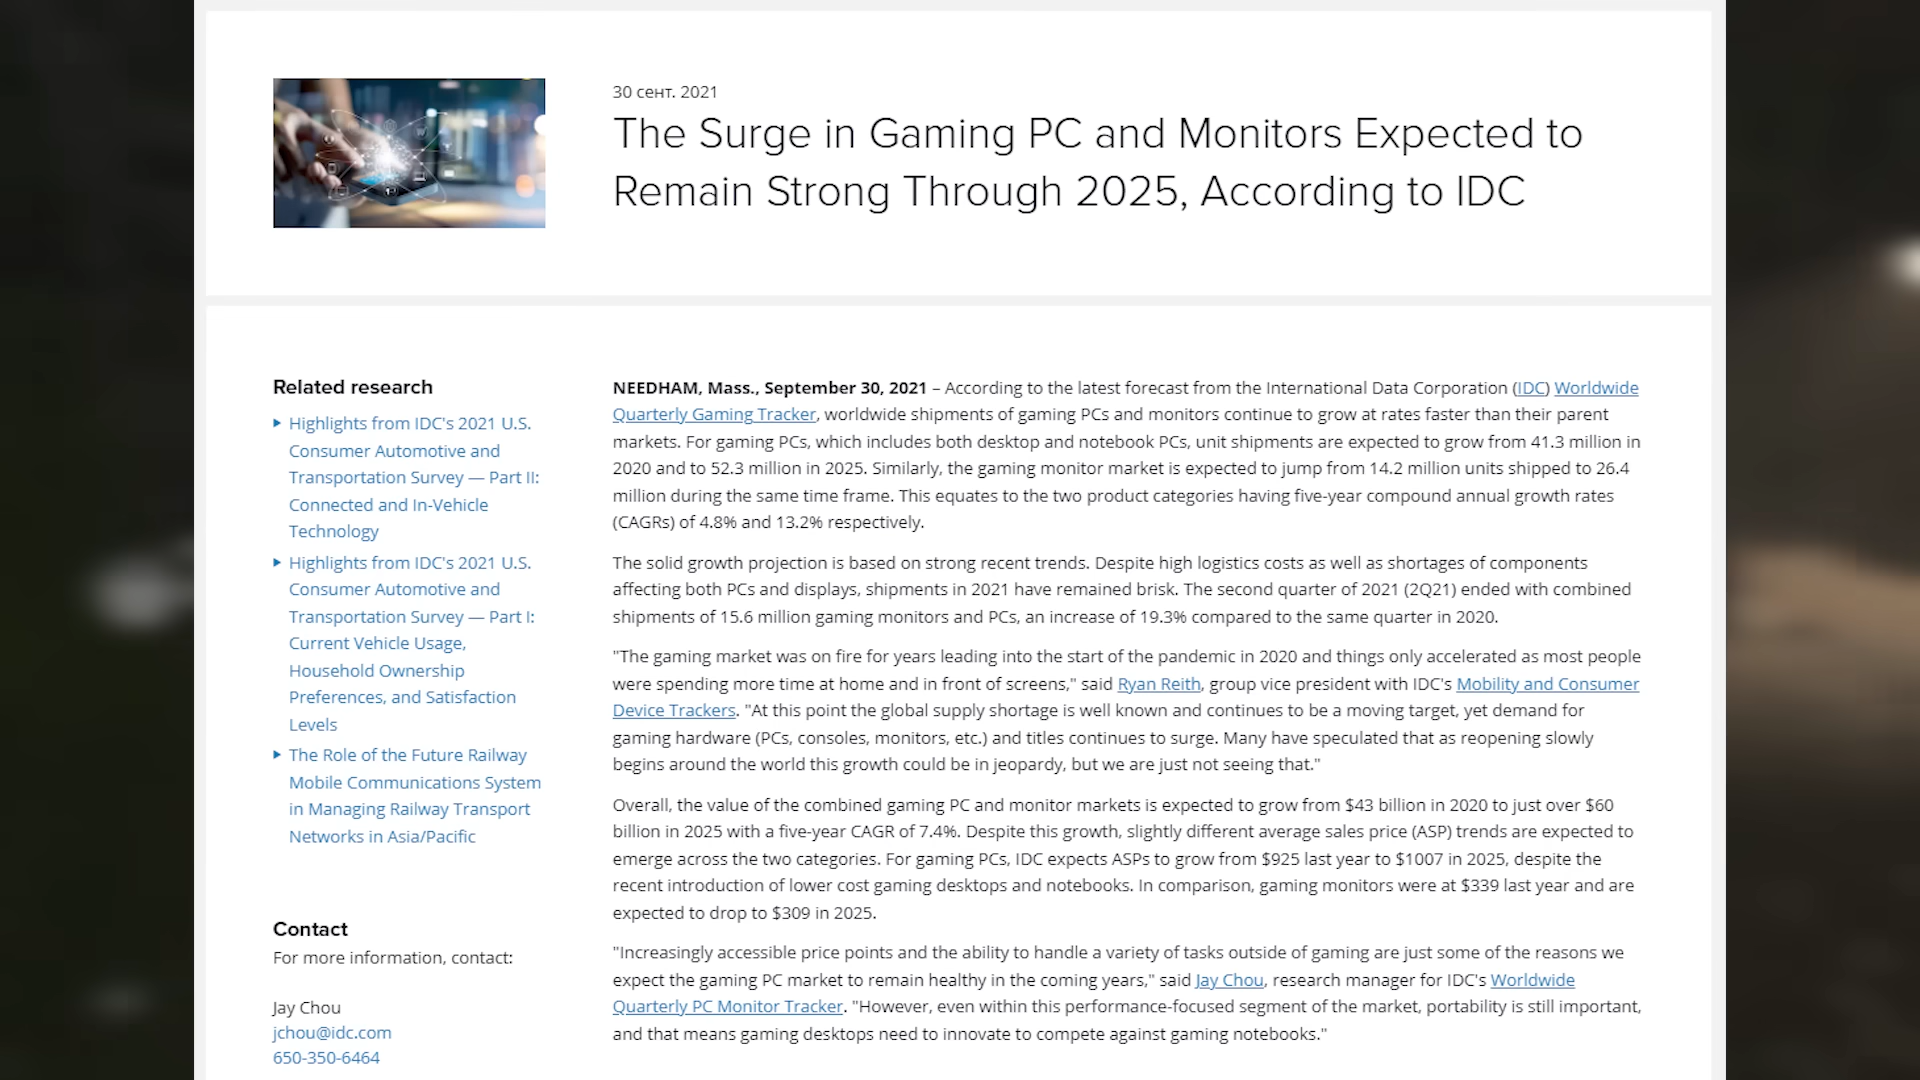 30 сент. 2021
The Surge in Gaming PC and Monitors Expected to
Remain Strong Through 2025, According to IDC
Related research
Highlights from IDC's 2021 U.S.
Consumer Automotive and
Transportation Survey — Part II:
Connected and In-Vehicle
Technology
Highlights from IDC's 2021 U.S.
Consumer Automotive and
Transportation Survey — Part I:
Current Vehicle Usage,
Household Ownership
Preferences, and Satisfaction
Levels
The Role of the Future Railway
Mobile Communications System
in Managing Railway Transport
Networks in Asia/Pacific
Contact
For more information, contact:
Jay Chou
jchou@idc.com
650-350-6464
NEEDHAM, Mass., September 30, 2021 – According to the latest forecast from the International Data Corporation (IDC) Worldwide
Quarterly Gaming Tracker, worldwide shipments of gaming PCs and monitors continue to grow at rates faster than their parent
markets. For gaming PCs, which includes both desktop and notebook PCs, unit shipments are expected to grow from 41.3 million in
2020 and to 52.3 million in 2025. Similarly, the gaming monitor market is expected to jump from 14.2 million units shipped to 26.4
million during the same time frame. This equates to the two product categories having five-year compound annual growth rates
(CAGRs) of 4.8% and 13.2% respectively.
The solid growth projection is based on strong recent trends. Despite high logistics costs as well as shortages of components
affecting both PCs and displays, shipments in 2021 have remained brisk. The second quarter of 2021 (2Q21) ended with combined
shipments of 15.6 million gaming monitors and PCs, an increase of 19.3% compared to the same quarter in 2020.
"The gaming market was on fire for years leading into the start of the pandemic in 2020 and things only accelerated as most people
were spending more time at home and in front of screens," said Ryan Reith, group vice president with IDC's Mobility and Consumer
Device Trackers. "At this point the global supply shortage is well known and continues to be a moving target, yet demand for
gaming hardware (PCs, consoles, monitors, etc.) and titles continues to surge. Many have speculated that as reopening slowly
begins around the world this growth could be in jeopardy, but we are just not seeing that."
Overall, the value of the combined gaming PC and monitor markets is expected to grow from $43 billion in 2020 to just over $60
billion in 2025 with a five-year CAGR of 7.4%. Despite this growth, slightly different average sales price (ASP) trends are expected to
emerge across the two categories. For gaming PCs, IDC expects ASPs to grow from $925 last year to $1007 in 2025, despite the
recent introduction of lower cost gaming desktops and notebooks. In comparison, gaming monitors were at $339 last year and are
expected to drop to $309 in 2025.
"Increasingly accessible price points and the ability to handle a variety of tasks outside of gaming are just some of the reasons we
expect the gaming PC market to remain healthy in the coming years," said Jay Chou, research manager for IDC's Worldwide
Quarterly PC Monitor Tracker. "However, even within this performance-focused segment of the market, portability is still important,
and that means gaming desktops need to innovate to compete against gaming notebooks."